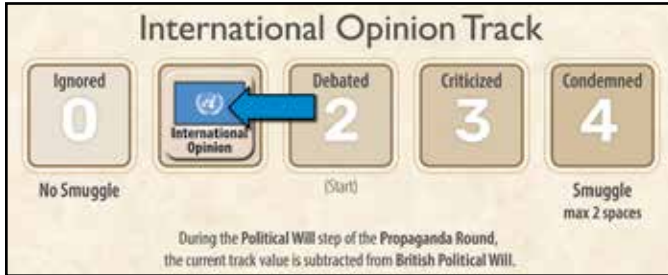 International Opinion Track
Ignored
0
International
Opinion
Debated
2
Criticized
3
Condemned
4
No Smuggle
(Start)
Smuggle
max 2 spaces
During the Political Will step of the Propaganda Round,
the current track value is subtracted from British Political Will.